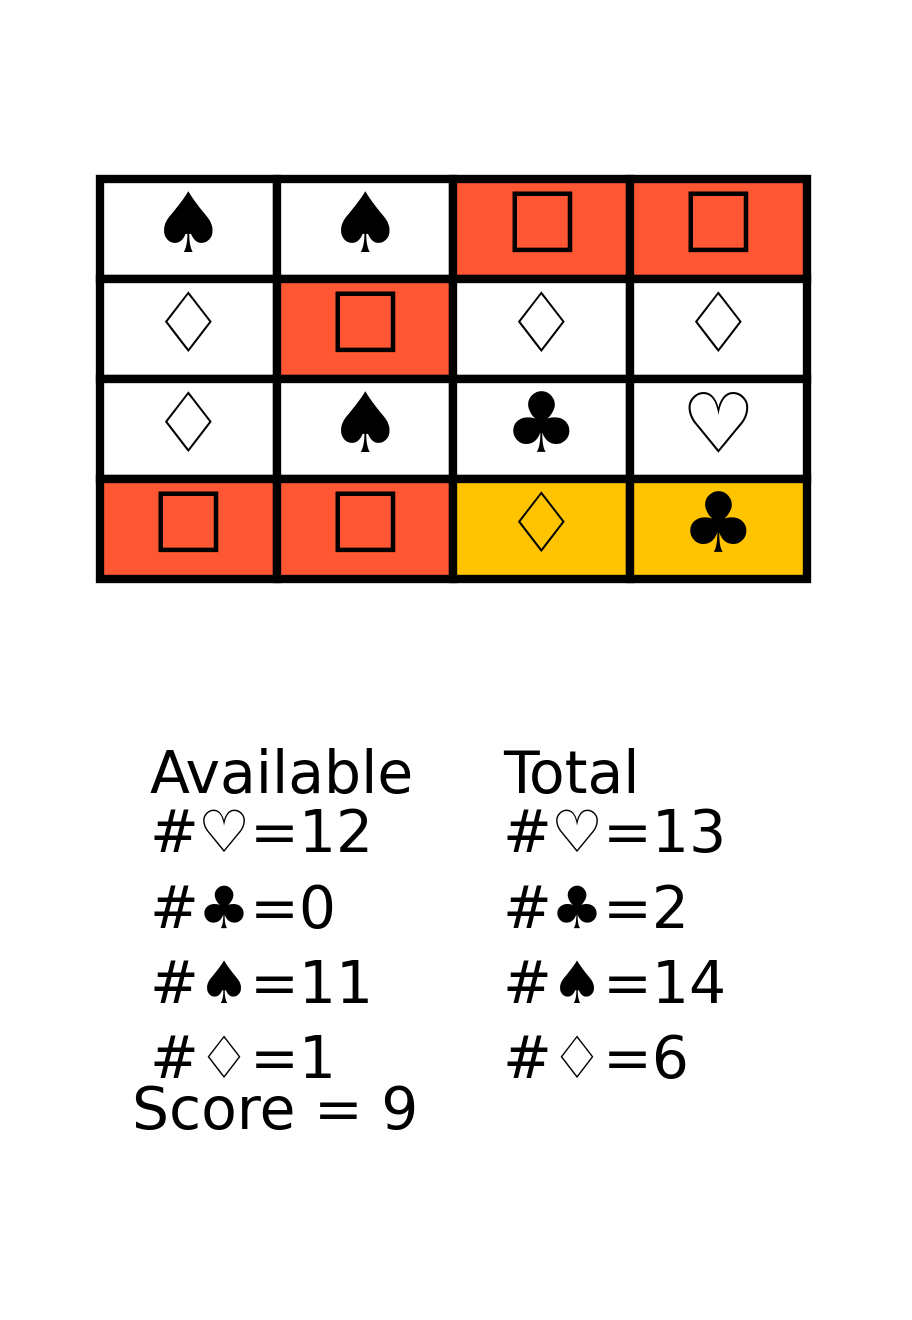 ♠ ♠ □ □
♢ □ ♢ ♢
♢ ♠ ♣ ♡
□ □ ♢ ♣
Available Total
#♡=12 #♡=13
#♣=0 #♣=2
#♠=11 #♠=14
#♢=1 #♢=6
Score = 9